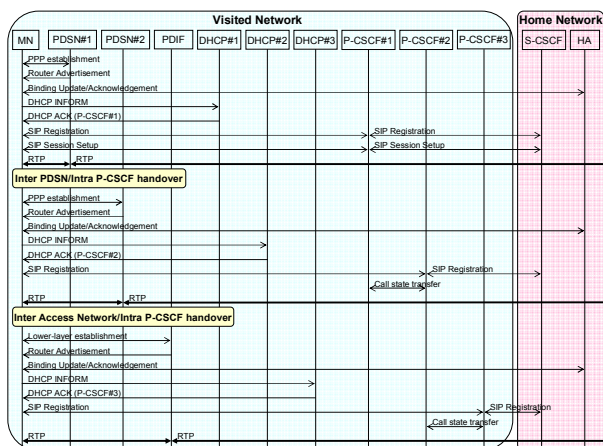 Visited Network
Home Network
MN PDSN#1 PDSN#2 PDIF DHCP#1 DHCP#2 DHCP#3 P-CSCF#1 P-CSCF#2 P-CSCF#3 S-CSCF HA
PPP establishment
Router Advertisement
Binding Update/Acknowledgement
DHCP INFORM
DHCP ACK (P-CSCF#1)
SIP Registration SIP Registration
SIP Session Setup SIP Session Setup
RTP RTP
Inter PDSN/Intra P-CSCF handover
PPP establishment
Router Advertisement
Binding Update/Acknowledgement
DHCP INFORM
DHCP ACK (P-CSCF#2)
SIP Registration SIP Registration
Call state transfer
RTP RTP
Inter Access Network/Intra P-CSCF handover
Lower-layer establishment
Router Advertisement
Binding Update/Acknowledgement
DHCP INFORM
DHCP ACK (P-CSCF#3)
SIP Registration SIP Registration
Call state transfer
RTP RTP